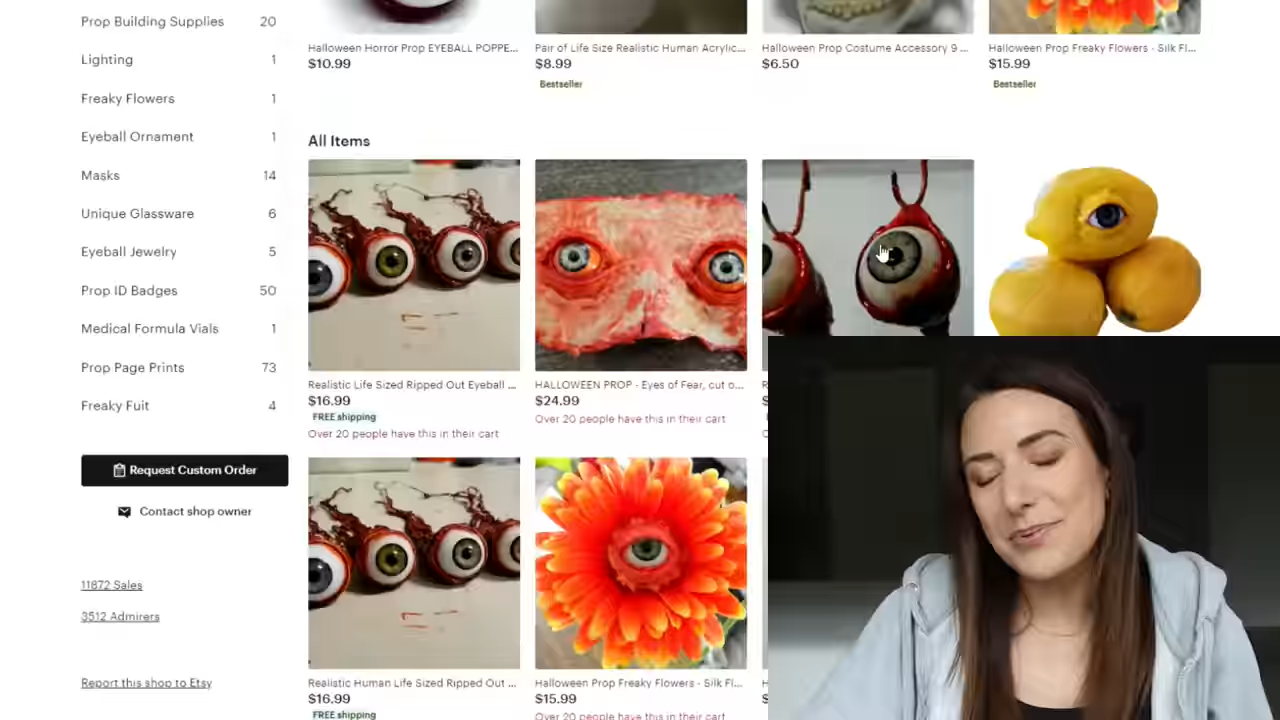 Prop Building Supplies 20
Lighting 1
Freaky Flowers 1
Eyeball Ornament 1
Masks 14
Unique Glassware 6
Eyeball Jewelry 5
Prop ID Badges 50
Medical Formula Vials 1
Prop Page Prints 73
Freaky Fuit 4
Request Custom Order
Contact shop owner
11872 Sales
3512 Admirers
Report this shop to Etsy
Halloween Horror Prop EYEBALL POPPE...
$10.99
Pair of Life Size Realistic Human Acrylic...
$8.99
Bestseller
Halloween Prop Costume Accessory 9 ...
$6.50
Halloween Prop Freaky Flowers - Silk Fl...
$15.99
Bestseller
All Items
Realistic Life Sized Ripped Out Eyeball ...
$16.99
FREE shipping
Over 20 people have this in their cart
HALLOWEEN PROP - Eyes of Fear, cut o...
$24.99
Over 20 people have this in their cart
Realistic Human Life Sized Ripped Out ...
$16.99
FREE shipping
Halloween Prop Freaky Flowers - Silk Fl...
$15.99
Over 20 people have this in their cart